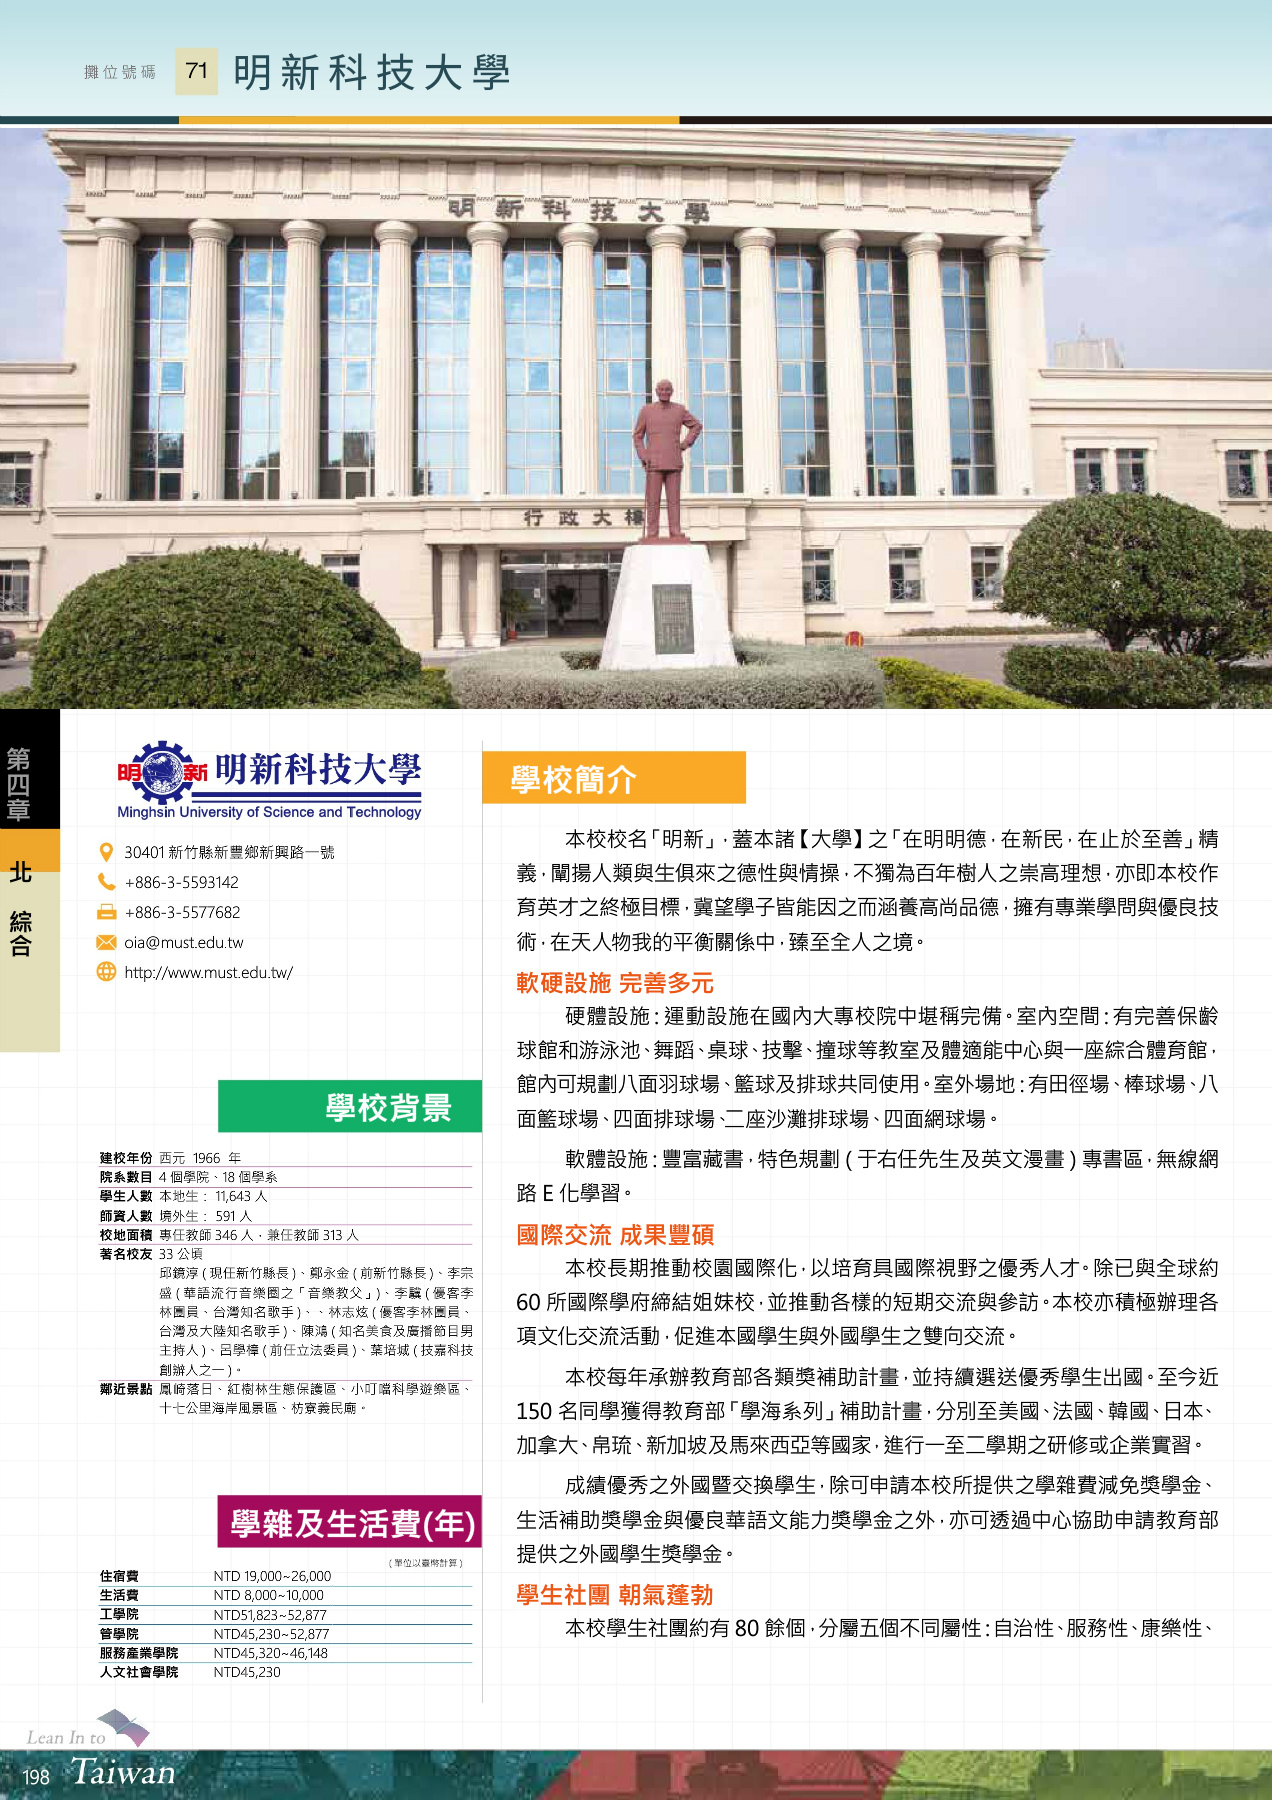 攤位號碼 71 明新科技大學
明新科技大學
行政大樓
第四章
北 綜合
明新 明新科技大學
Minghsin University of Science and Technology
30401 新竹縣新豐鄉新興路一號
+886-3-5593142
+886-3-5577682
oia@must.edu.tw
http://www.must.edu.tw/
學校背景
建校年份 西元 1966 年
院系數目 4 個學院、18 個學系
學生人數 本地生： 11,643 人
師資人數 境外生： 591 人
校地面積 專任教師 346 人，兼任教師 313 人
著名校友 33 公頃
邱鏡淳 ( 現任新竹縣長 )、鄭永金 ( 前新竹縣長 )、李宗
盛 ( 華語流行音樂圈之「音樂教父」)、李驥 ( 優客李
林團員、台灣知名歌手 )、、林志炫 ( 優客李林團員、
台灣及大陸知名歌手 )、陳鴻 ( 知名美食及廣播節目男
主持人 )、呂學樟 ( 前任立法委員 )、葉培城 ( 技嘉科技
創辦人之一 )。
鄰近景點 鳳崎落日、紅樹林生態保護區、小叮噹科學遊樂區、
十七公里海岸風景區、枋寮義民廟。
學雜及生活費(年)
( 單位以臺幣計算 )
住宿費 NTD 19,000~26,000
生活費 NTD 8,000~10,000
工學院 NTD51,823~52,877
管學院 NTD45,230~52,877
服務產業學院 NTD45,320~46,148
人文社會學院 NTD45,230
學校簡介
本校校名「明新」，蓋本諸【大學】之「在明明德，在新民，在止於至善」精
義，闡揚人類與生俱來之德性與情操，不獨為百年樹人之崇高理想，亦即本校作
育英才之終極目標，冀望學子皆能因之而涵養高尚品德，擁有專業學問與優良技
術，在天人物我的平衡關係中，臻至全人之境。
軟硬設施 完善多元
硬體設施：運動設施在國內大專校院中堪稱完備。室內空間：有完善保齡
球館和游泳池、舞蹈、桌球、技擊、撞球等教室及體適能中心與一座綜合體育館，
館內可規劃八面羽球場、籃球及排球共同使用。室外場地：有田徑場、棒球場、八
面籃球場、四面排球場、二座沙灘排球場、四面網球場。
軟體設施：豐富藏書，特色規劃 ( 于右任先生及英文漫畫 ) 專書區，無線網
路 E 化學習。
國際交流 成果豐碩
本校長期推動校園國際化，以培育具國際視野之優秀人才。除已與全球約
60 所國際學府締結姐妹校，並推動各樣的短期交流與參訪。本校亦積極辦理各
項文化交流活動，促進本國學生與外國學生之雙向交流。
本校每年承辦教育部各類獎補助計畫，並持續選送優秀學生出國。至今近
150 名同學獲得教育部「學海系列」補助計畫，分別至美國、法國、韓國、日本、
加拿大、帛琉、新加坡及馬來西亞等國家，進行一至二學期之研修或企業實習。
成績優秀之外國暨交換學生，除可申請本校所提供之學雜費減免獎學金、
生活補助獎學金與優良華語文能力獎學金之外，亦可透過中心協助申請教育部
提供之外國學生獎學金。
學生社團 朝氣蓬勃
本校學生社團約有 80 餘個，分屬五個不同屬性：自治性、服務性、康樂性、
Lean In to
198 Taiwan